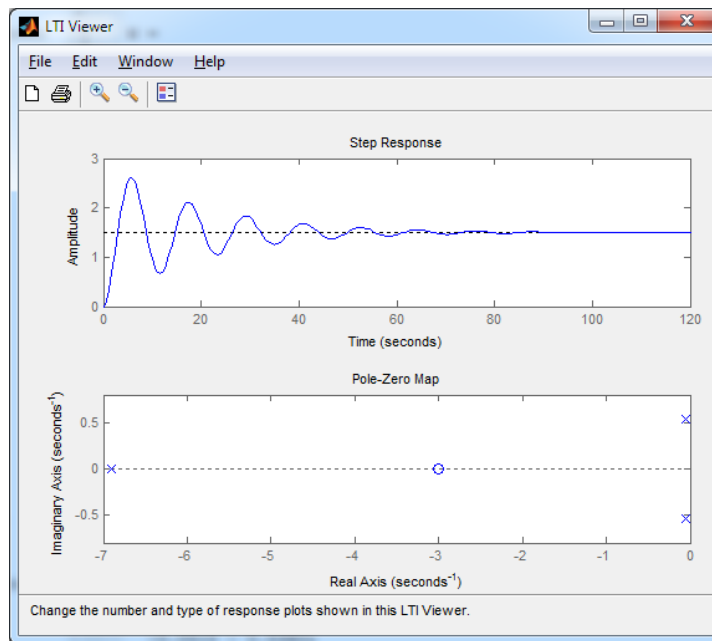 LTI Viewer
File Edit Window Help
Step Response
Amplitude
3
2
1
0
0 20 40 60 80 100 120
Time (seconds)
Pole-Zero Map
Imaginary Axis (seconds⁻¹)
0.5
0
-0.5
-7 -6 -5 -4 -3 -2 -1 0
Real Axis (seconds⁻¹)
Change the number and type of response plots shown in this LTI Viewer.